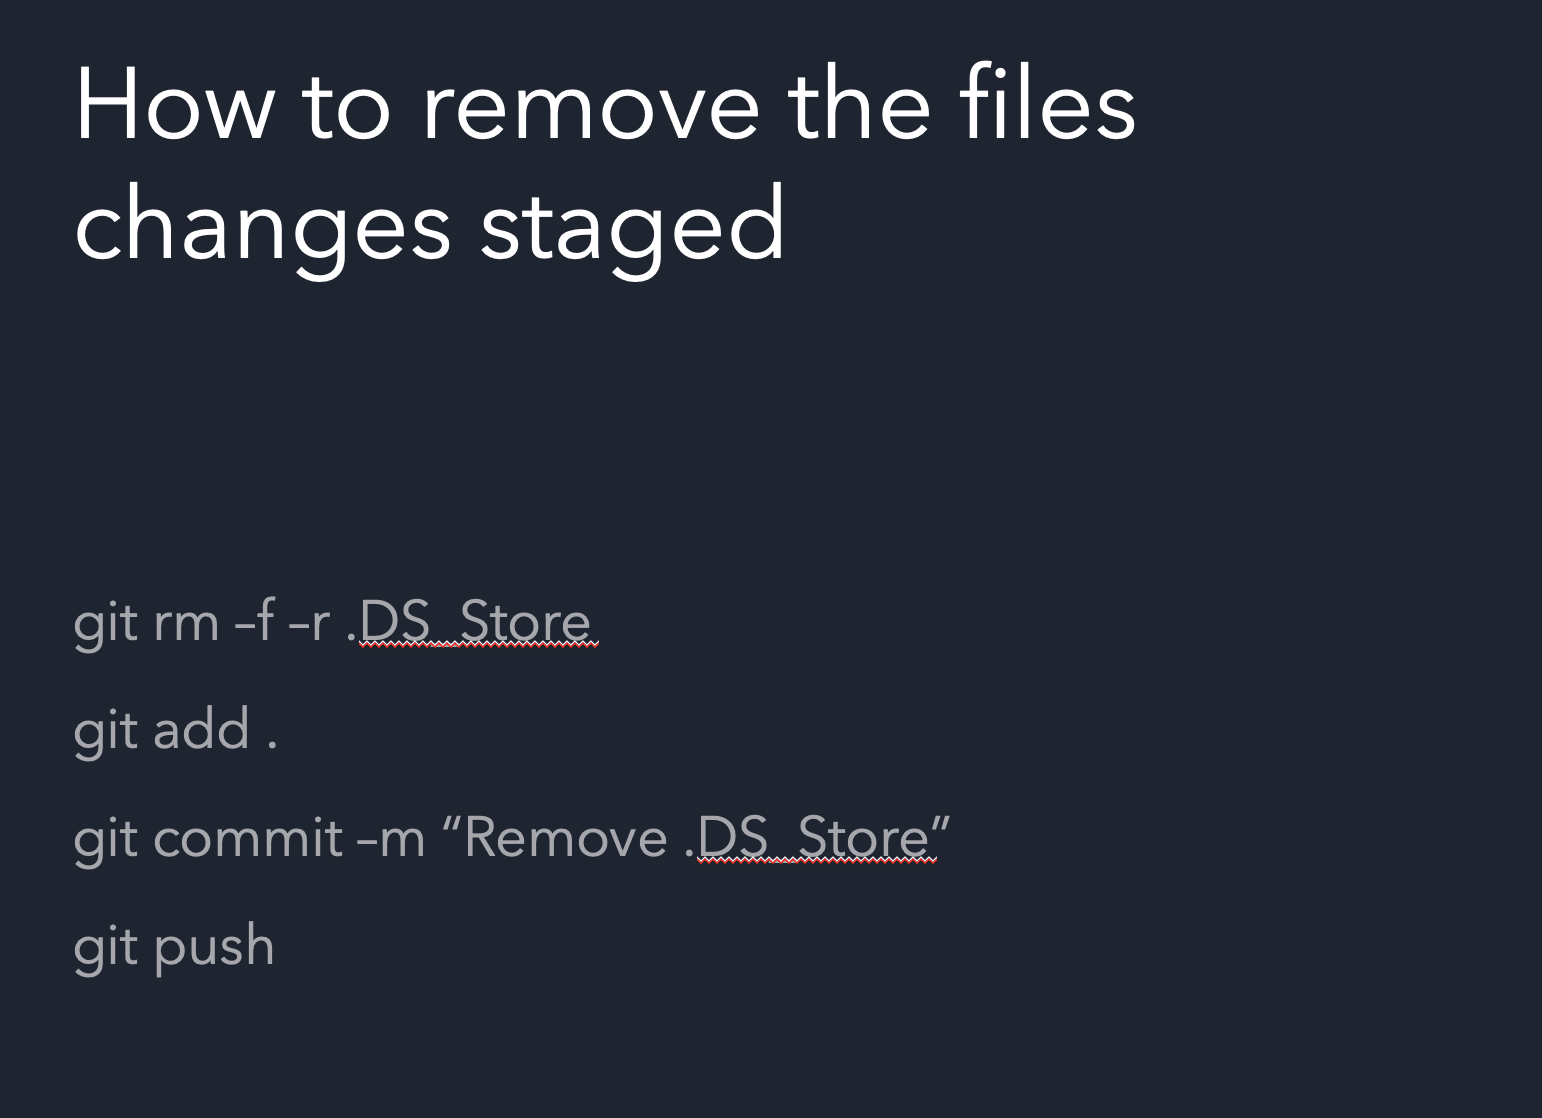 How to remove the files
changes staged
git rm –f –r .DS_Store
git add .
git commit –m “Remove .DS_Store”
git push